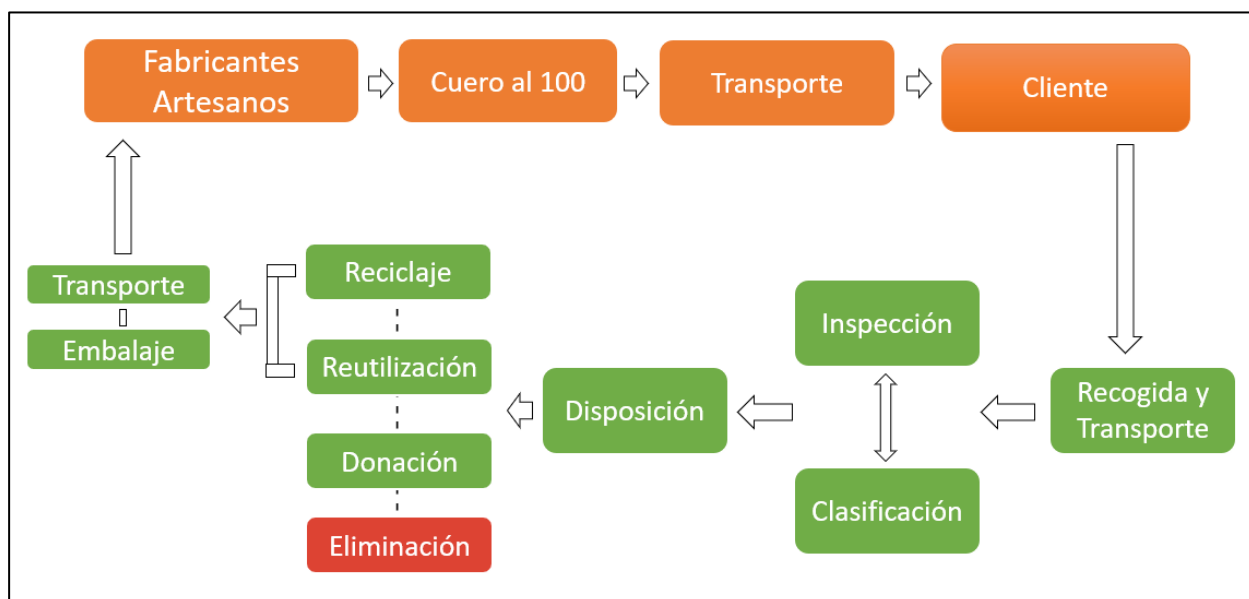 Fabricantes
Artesanos
Cuero al 100
Transporte
Cliente
Recogida y
Transporte
Inspección
Clasificación
Disposición
Reciclaje
Reutilización
Donación
Eliminación
Transporte
Embalaje